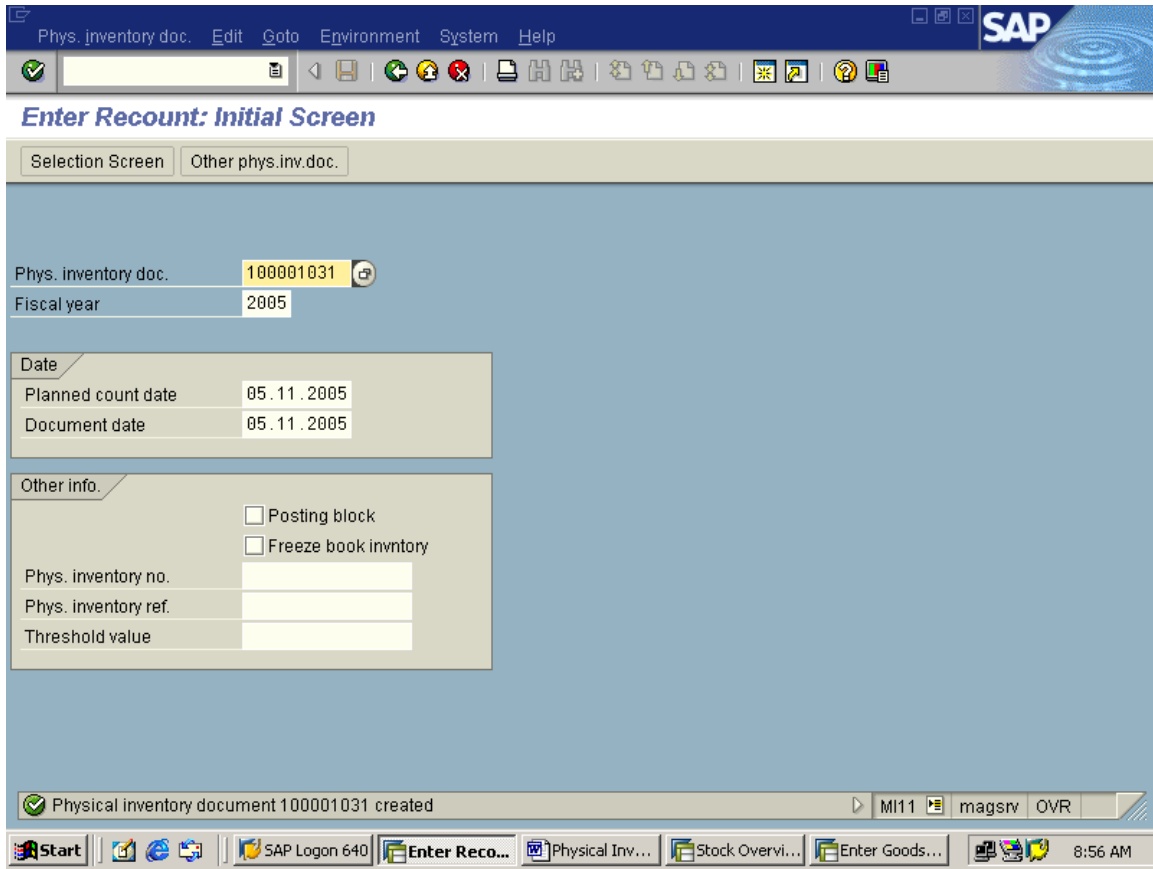 Phys. inventory doc. Edit Goto Environment System Help
SAP
Enter Recount: Initial Screen
Selection Screen Other phys.inv.doc.
Phys. inventory doc. 100001031
Fiscal year 2005
Date
Planned count date 05.11.2005
Document date 05.11.2005
Other info.
Posting block
Freeze book invntory
Phys. inventory no.
Phys. inventory ref.
Threshold value
Physical inventory document 100001031 created MI11 magsrv OVR
Start SAP Logon 640 Enter Reco... Physical Inv... Stock Overvi... Enter Goods... 8:56 AM